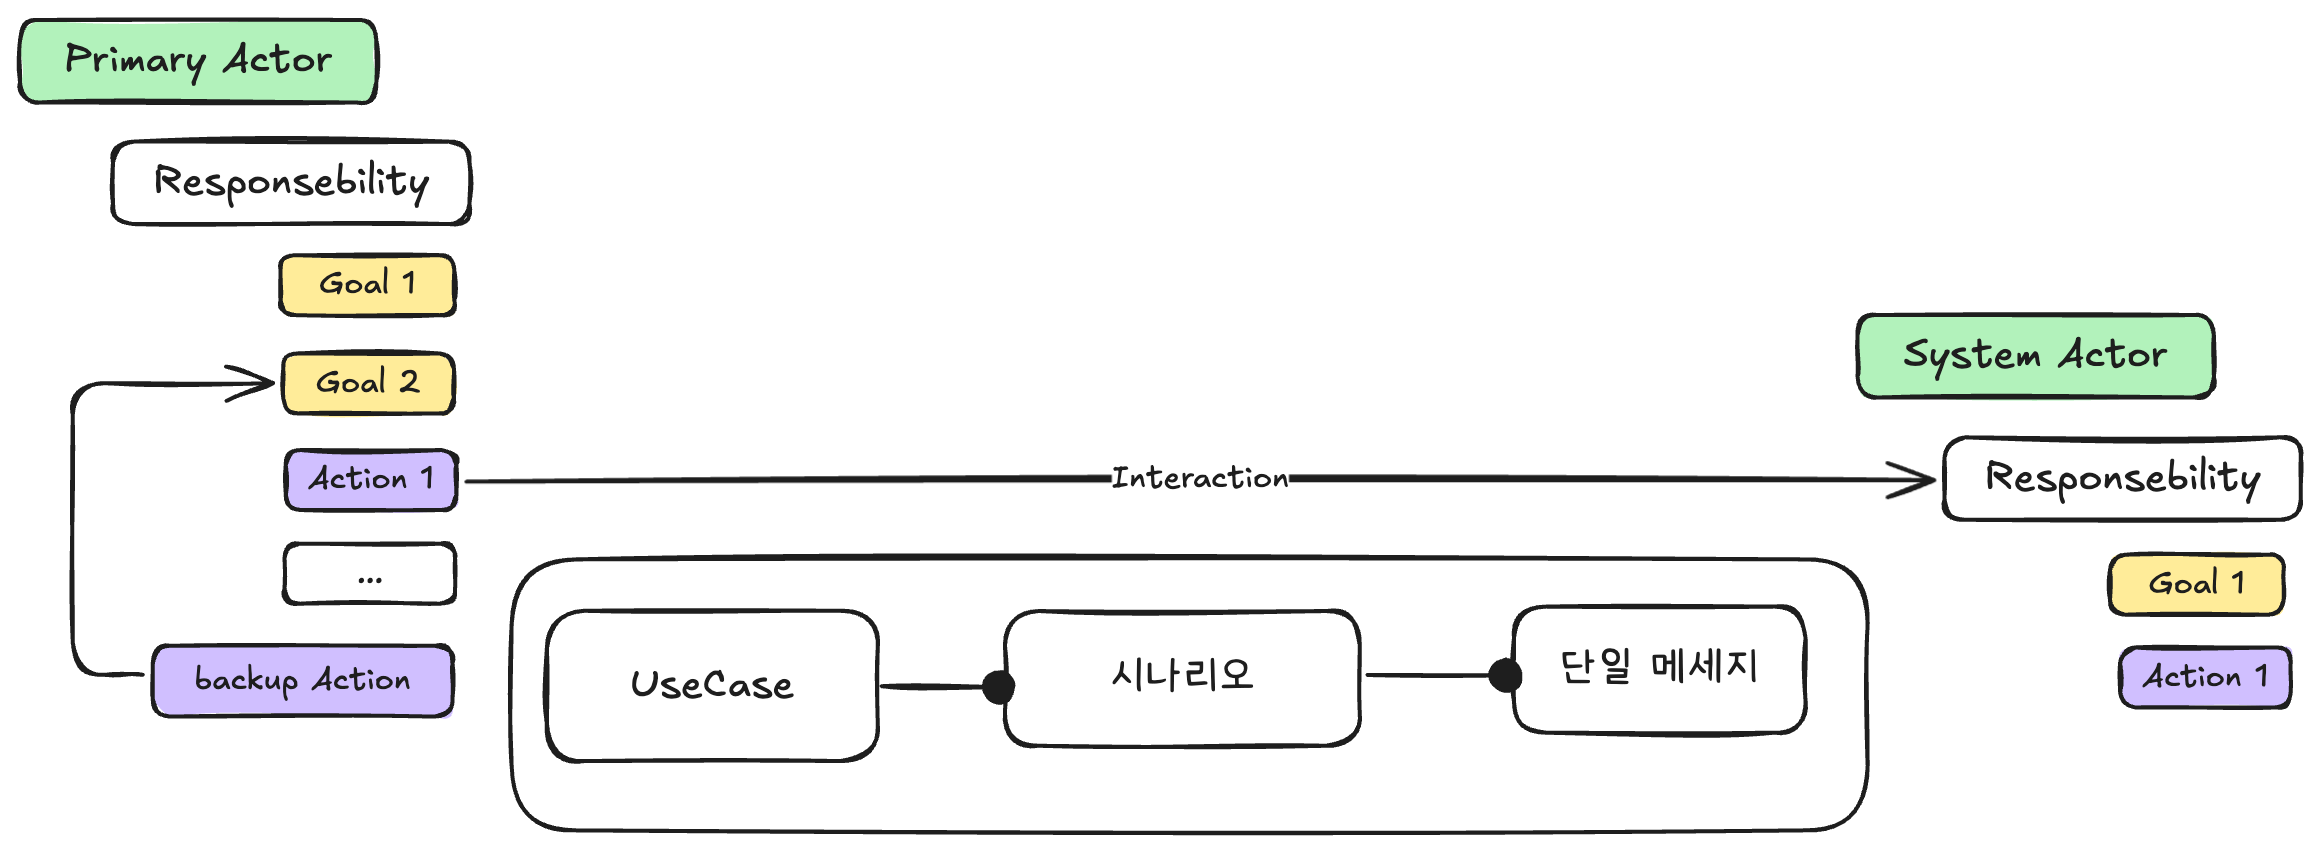 Primary Actor
Responsebility
Goal 1
Goal 2
Action 1
...
backup Action
Interaction
UseCase
시나리오
단일 메세지
System Actor
Responsebility
Goal 1
Action 1